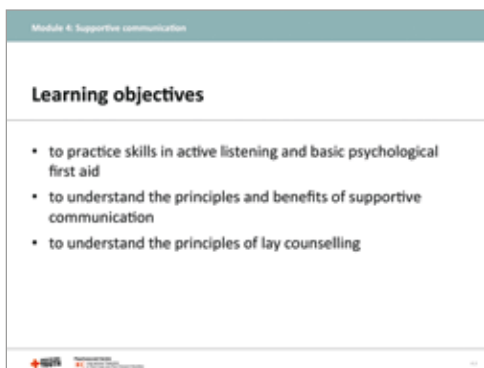 Module 4: Supportive communication
Learning objectives
• to practice skills in active listening and basic psychological
first aid
• to understand the principles and benefits of supportive
communication
• to understand the principles of lay counselling